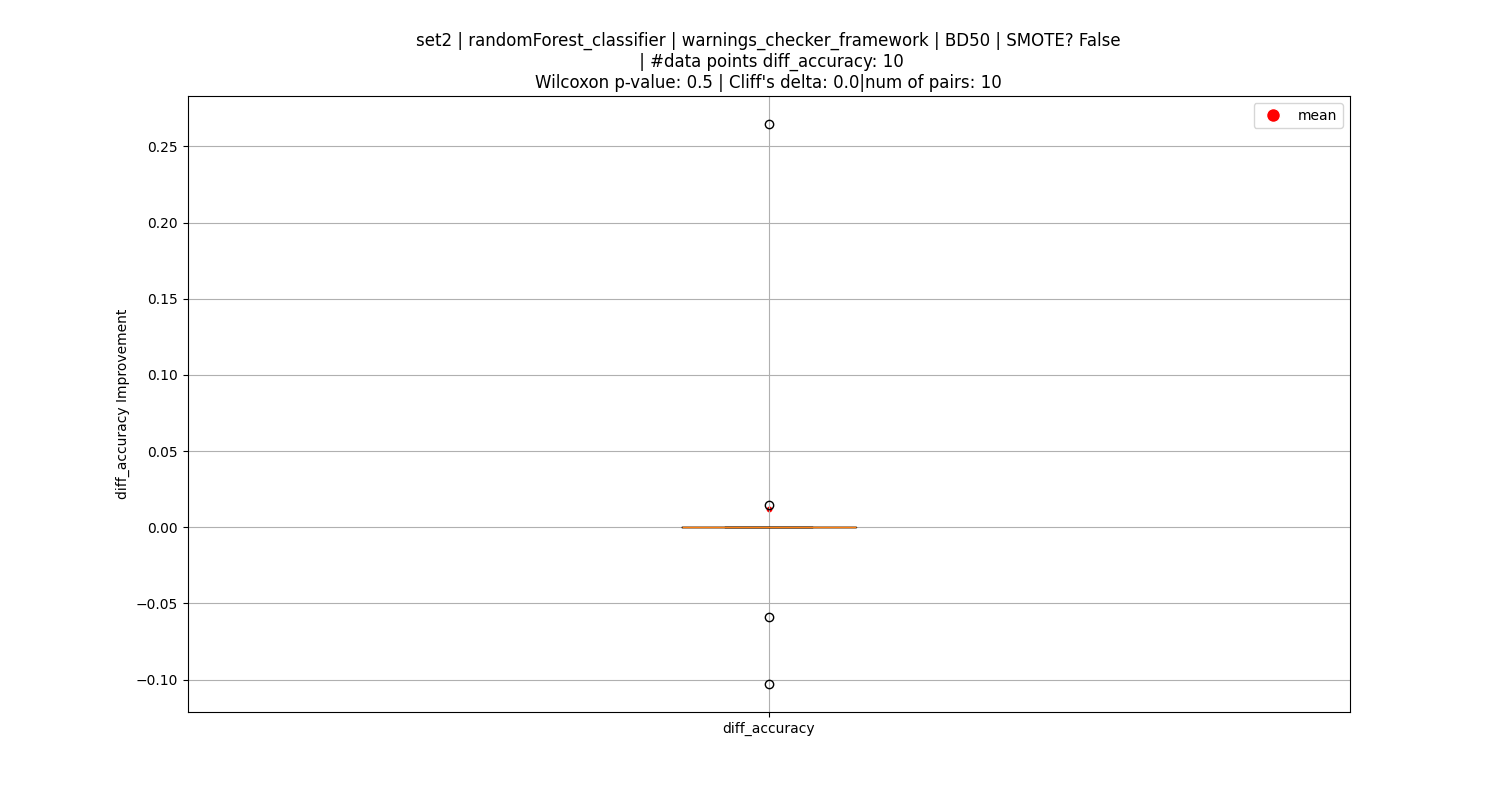 set2 | randomForest_classifier | warnings_checker_framework | BD50 | SMOTE? False
| #data points diff_accuracy: 10
Wilcoxon p-value: 0.5 | Cliff's delta: 0.0|num of pairs: 10
mean
0.25
0.20
0.15
0.10
0.05
0.00
−0.05
−0.10
diff_accuracy Improvement
diff_accuracy